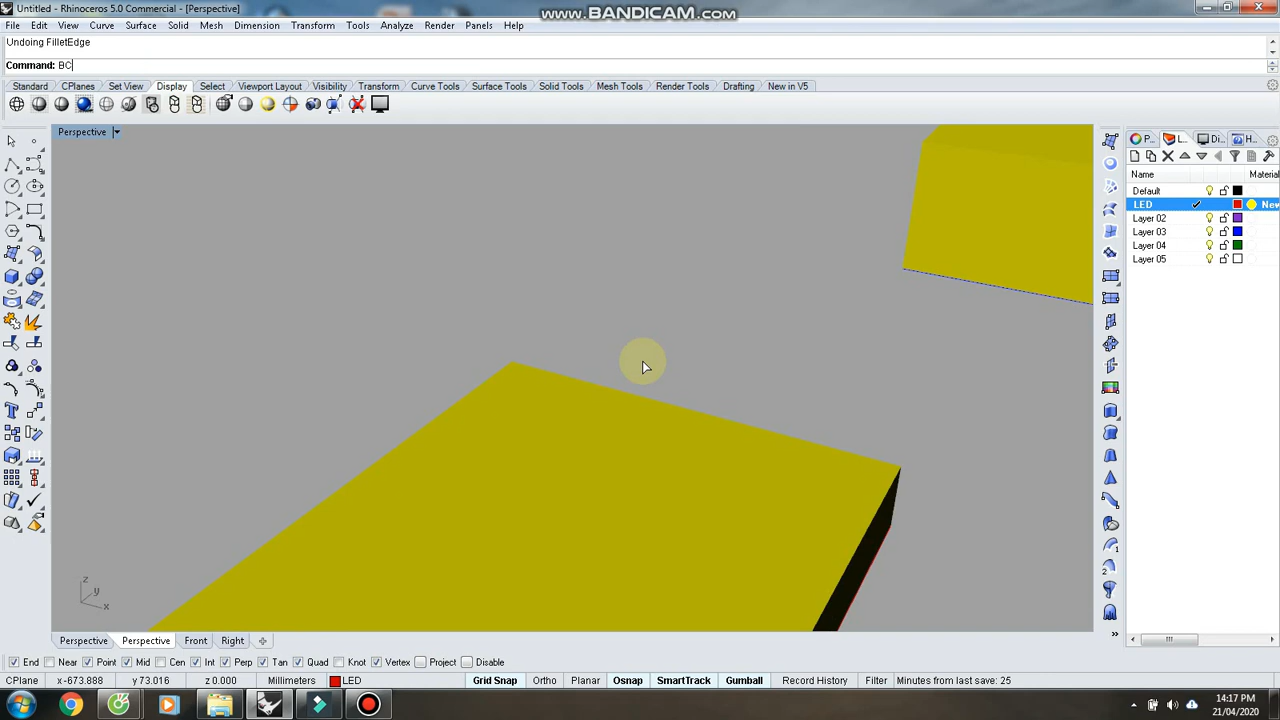 Untitled - Rhinoceros 5.0 Commercial - [Perspective]
www.BANDICAM.com
File Edit View Curve Surface Solid Mesh Dimension Transform Tools Analyze Render Panels Help
Undoing FilletEdge
Command: BC
Standard CPlanes Set View Display Select Viewport Layout Visibility Transform Curve Tools Surface Tools Solid Tools Mesh Tools Render Tools Drafting New in V5
Perspective
P... L... Di... H...
Name Material
Default
LED New
Layer 02
Layer 03
Layer 04
Layer 05
z
y
x
Perspective Perspective Front Right
End Near Point Mid Cen Int Perp Tan Quad Knot Vertex Project Disable
CPlane x -673.888 y 73.016 z 0.000 Millimeters LED Grid Snap Ortho Planar Osnap SmartTrack Gumball Record History Filter Minutes from last save: 25
14:17 PM
21/04/2020